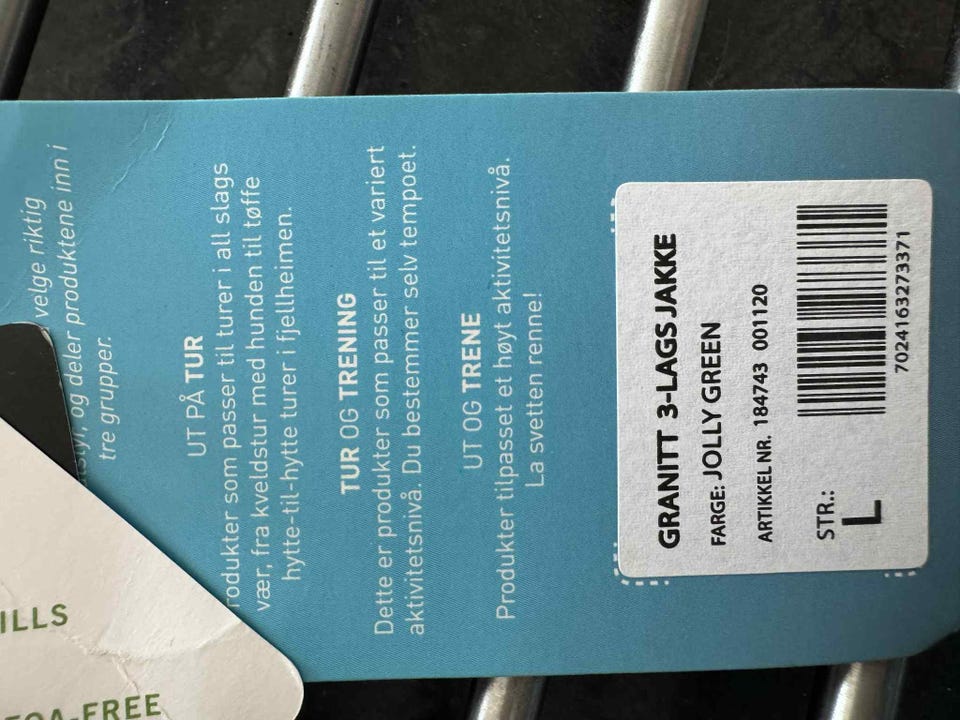 velge riktig
og deler produktene inn i
tre grupper.
UT PÅ TUR
rodukter som passer til turer i all slags
vær, fra kveldstur med hunden til tøffe
hytte-til-hytte turer i fjellheimen.
TUR OG TRENING
Dette er produkter som passer til et variert
aktivitetsnivå. Du bestemmer selv tempoet.
UT OG TRENE
Produkter tilpasset et høyt aktivitetsnivå.
La svetten renne!
GRANITT 3-LAGS JAKKE
FARGE: JOLLY GREEN
ARTIKKEL NR. 184743 001120
STR.:
L
7024163273371
ILLS
FOA-FREE